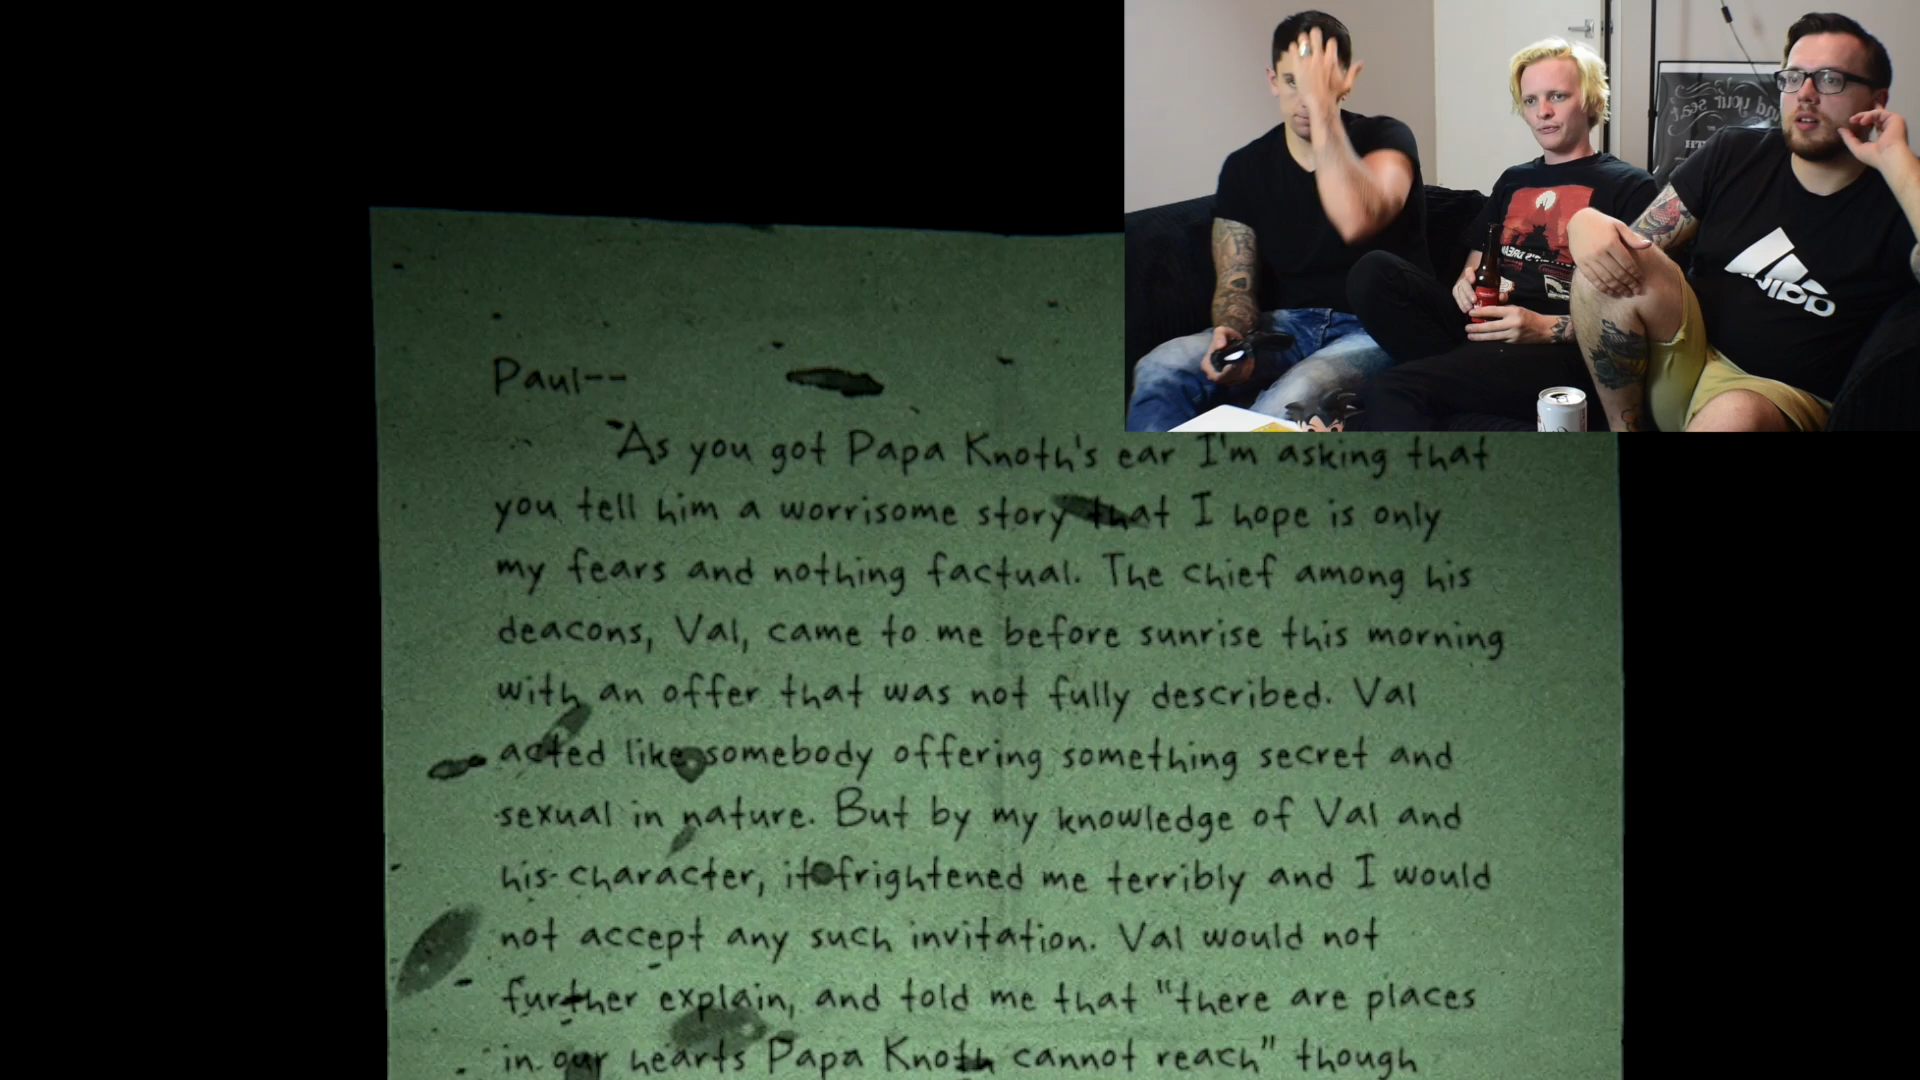 Paul--
As you got Papa Knoth's ear I'm asking that
you tell him a worrisome story that I hope is only
my fears and nothing factual. The chief among his
deacons, Val, came to me before sunrise this morning
with an offer that was not fully described. Val
acted like somebody offering something secret and
sexual in nature. But by my knowledge of Val and
his character, it frightened me terribly and I would
not accept any such invitation. Val would not
further explain, and told me that "there are places
in our hearts Papa Knoth cannot reach" though
find your seat
adidas